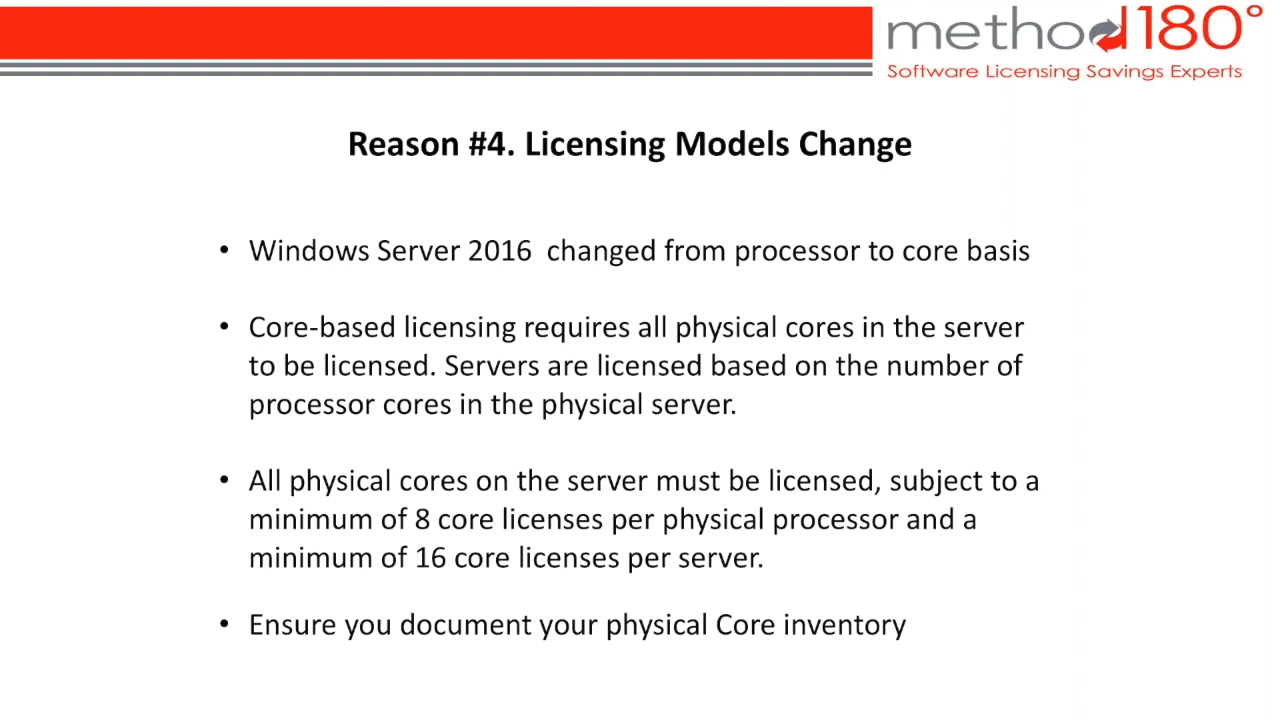 method180°
Software Licensing Savings Experts
Reason #4. Licensing Models Change
• Windows Server 2016  changed from processor to core basis
• Core-based licensing requires all physical cores in the server
to be licensed. Servers are licensed based on the number of
processor cores in the physical server.
• All physical cores on the server must be licensed, subject to a
minimum of 8 core licenses per physical processor and a
minimum of 16 core licenses per server.
• Ensure you document your physical Core inventory